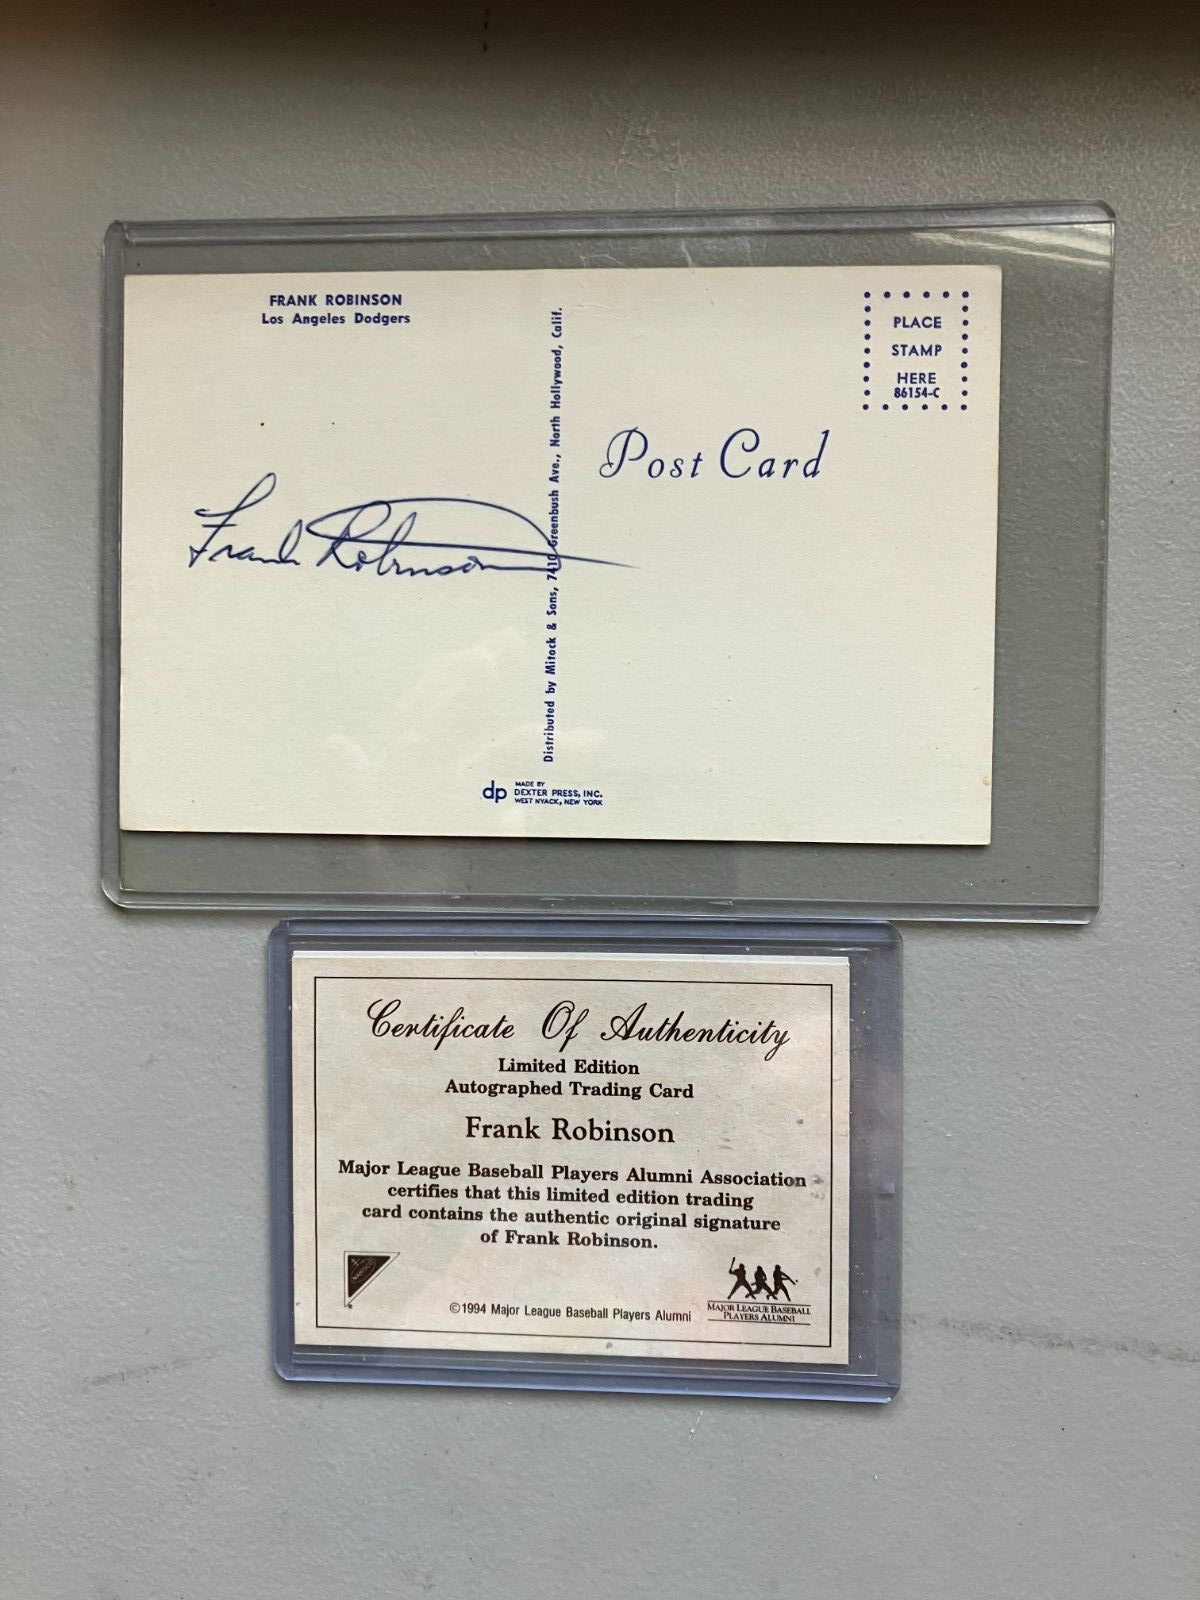 FRANK ROBINSON
Los Angeles Dodgers
Frank Robinson
Distributed by Mitock & Sons, 7410 Greenbush Ave., North Hollywood, Calif.
PLACE
STAMP
HERE
86154-C
Post Card
dp
MADE BY
DEXTER PRESS, INC.
WEST NYACK, NEW YORK
Certificate Of Authenticity
Limited Edition
Autographed Trading Card
Frank Robinson
Major League Baseball Players Alumni Association
certifies that this limited edition trading
card contains the authentic original signature
of Frank Robinson.
NABISCO
©1994 Major League Baseball Players Alumni
MAJOR LEAGUE BASEBALL
PLAYERS ALUMNI